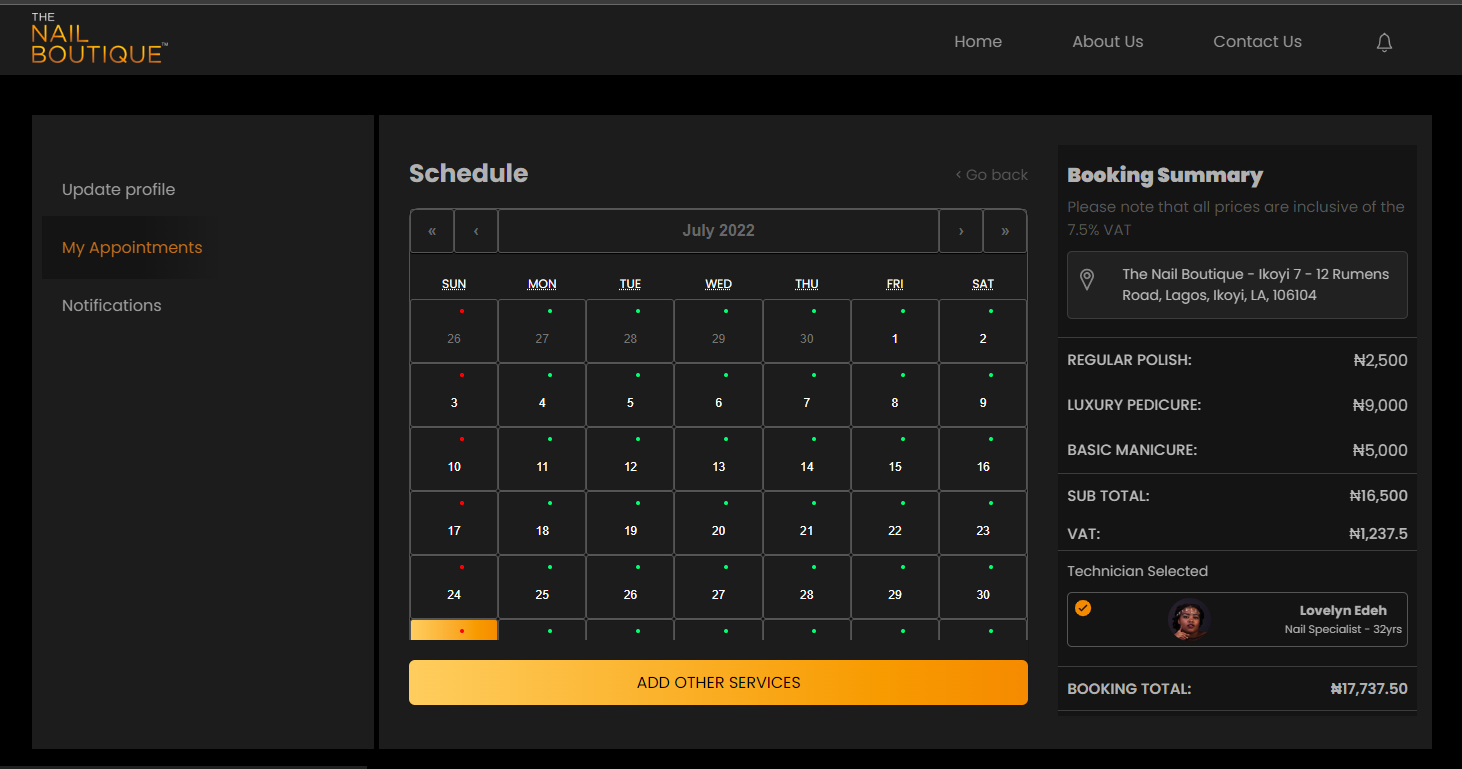 THE
NAIL
BOUTIQUE™
Home About Us Contact Us
Update profile
My Appointments
Notifications
Schedule
‹ Go back
« ‹ July 2022 › »
SUN MON TUE WED THU FRI SAT
26 27 28 29 30 1 2
3 4 5 6 7 8 9
10 11 12 13 14 15 16
17 18 19 20 21 22 23
24 25 26 27 28 29 30
ADD OTHER SERVICES
Booking Summary
Please note that all prices are inclusive of the
7.5% VAT
The Nail Boutique - Ikoyi 7 - 12 Rumens
Road, Lagos, Ikoyi, LA, 106104
REGULAR POLISH: ₦2,500
LUXURY PEDICURE: ₦9,000
BASIC MANICURE: ₦5,000
SUB TOTAL: ₦16,500
VAT: ₦1,237.5
Technician Selected
Lovelyn Edeh
Nail Specialist - 32yrs
BOOKING TOTAL: ₦17,737.50